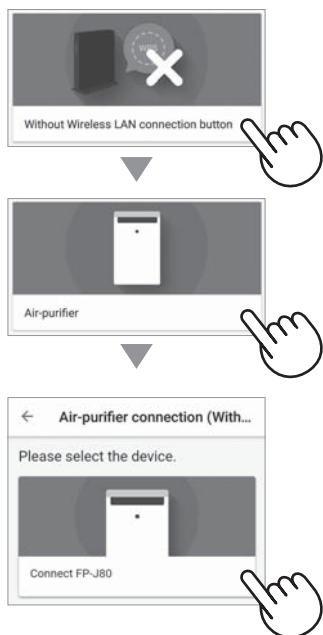 Without Wireless LAN connection button
Air-purifier
← Air-purifier connection (With...
Please select the device.
Connect FP-J80